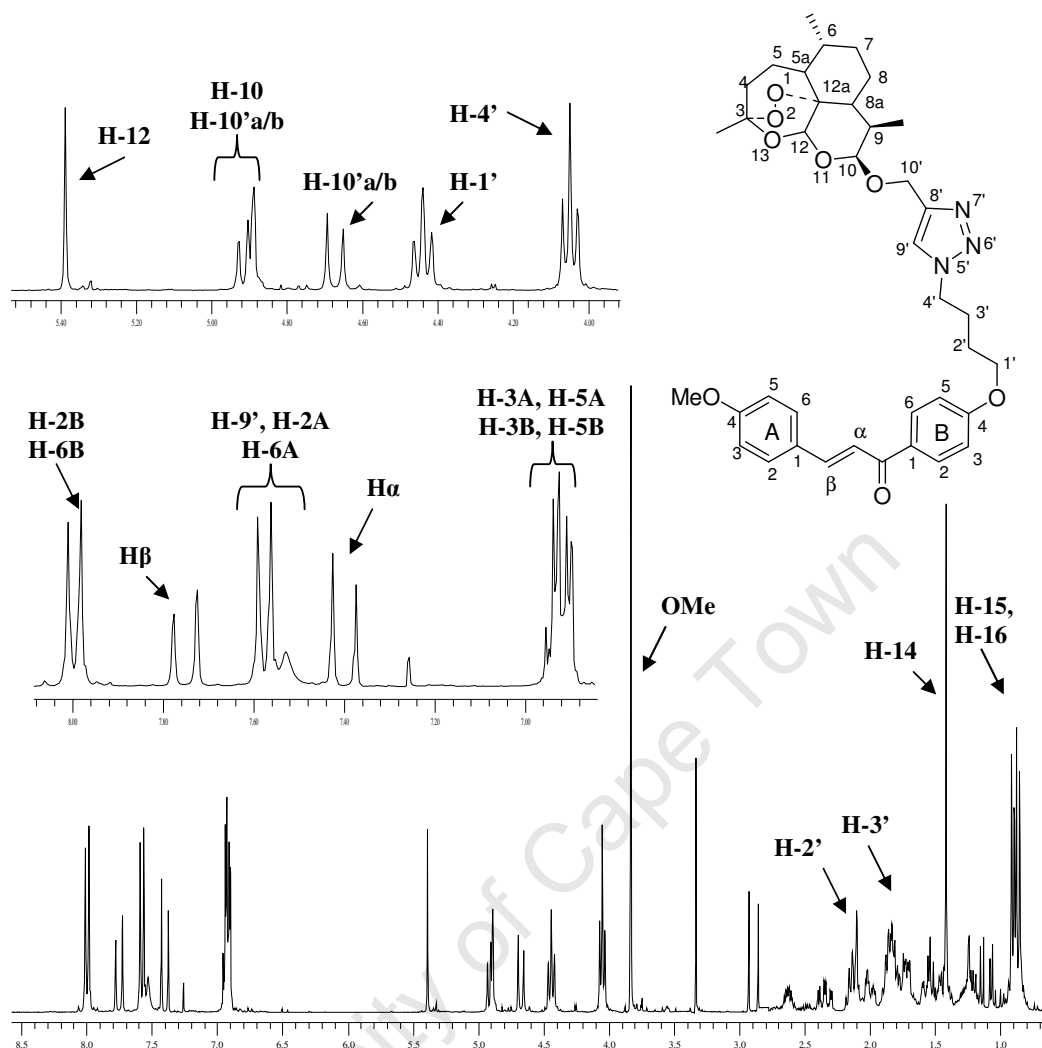 H-12
H-10
H-10'a/b
H-10'a/b
H-1'
H-4'
5.40 5.20 5.00 4.80 4.60 4.40 4.20 4.00
6
5
7
5a
1
8
4
O
12a
2
8a
3
O
9
O
13
12
O
11
10
O
10'
8'
N
7'
9'
N
6'
N
5'
4'
3'
2'
1'
O
MeO
5
4
6
A
3
2
1
α
β
O
5
6
B
4
1
3
2
H-2B
H-6B
Hβ
H-9', H-2A
H-6A
Hα
H-3A, H-5A
H-3B, H-5B
8.00 7.80 7.60 7.40 7.20 7.00
OMe
H-2'
H-3'
H-14
H-15,
H-16
University of Cape Town
8.5 8.0 7.5 7.0 6.5 6.0 5.5 5.0 4.5 4.0 3.5 3.0 2.5 2.0 1.5 1.0